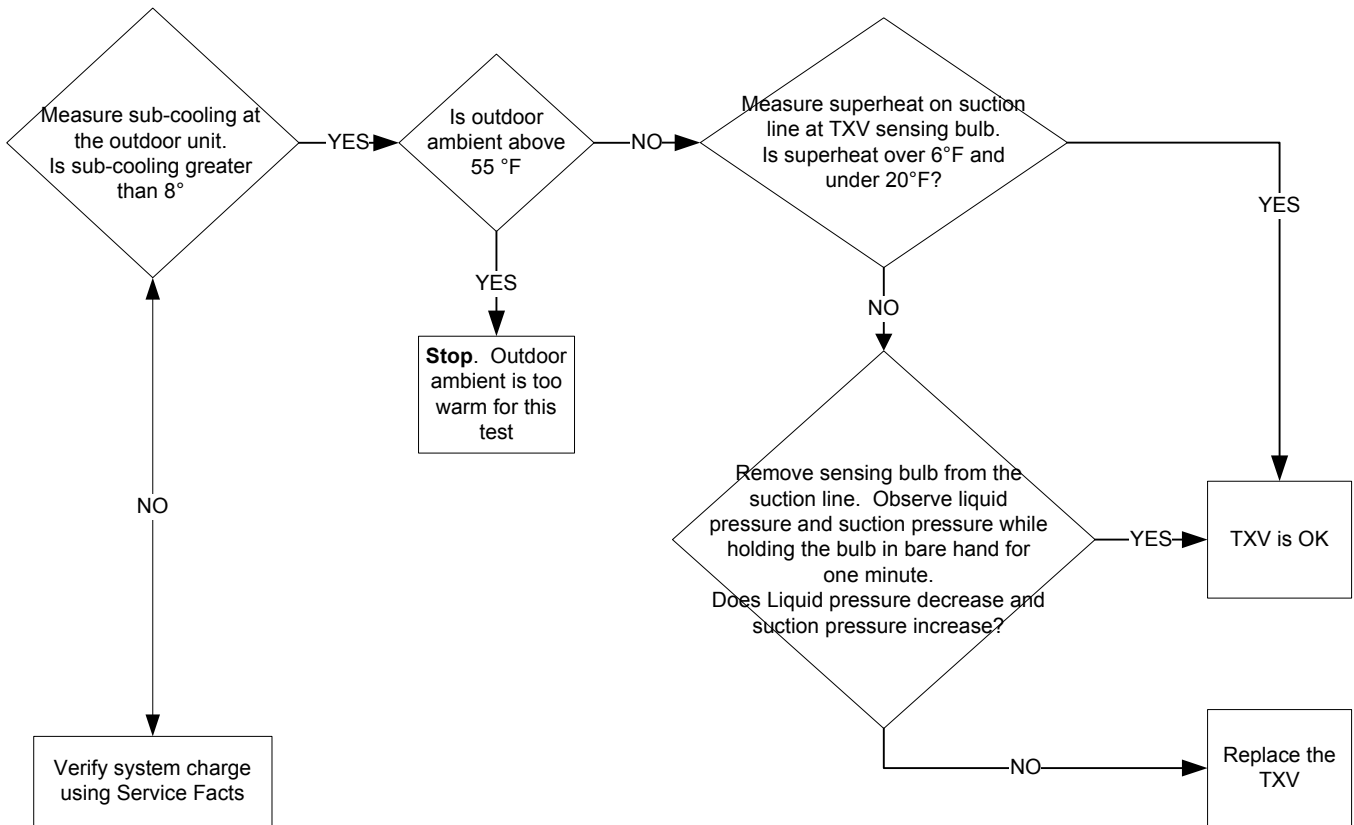 Measure sub-cooling at
the outdoor unit.
Is sub-cooling greater
than 8°
YES
Is outdoor
ambient above
55 °F
NO
Measure superheat on suction
line at TXV sensing bulb.
Is superheat over 6°F and
under 20°F?
YES
YES
Stop. Outdoor
ambient is too
warm for this
test
NO
Remove sensing bulb from the
suction line. Observe liquid
pressure and suction pressure while
holding the bulb in bare hand for
one minute.
Does Liquid pressure decrease and
suction pressure increase?
YES
TXV is OK
NO
Verify system charge
using Service Facts
NO
Replace the
TXV